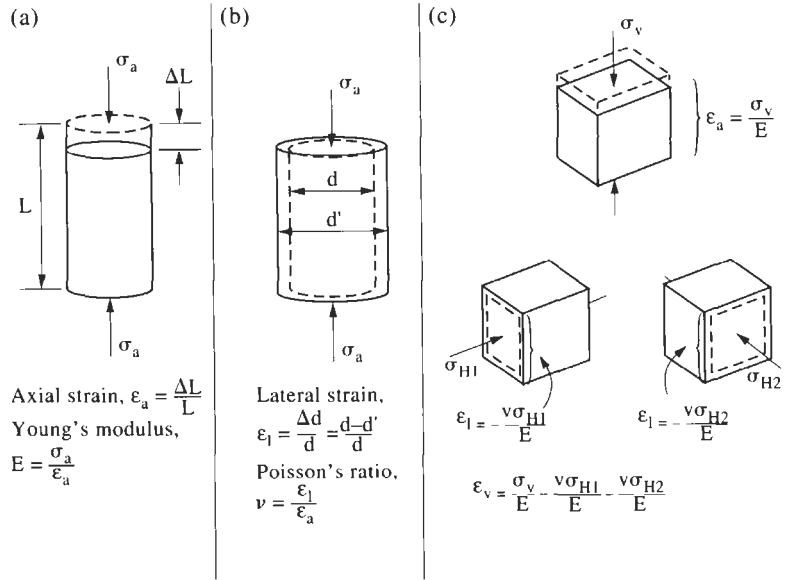 (a)
σa
ΔL
L
σa
Axial strain, εa = ΔL/L
Young's modulus,
E = σa/εa
(b)
σa
d
d'
σa
Lateral strain,
εl = Δd/d = d–d'/d
Poisson's ratio,
ν = εl/εa
(c)
σv
εa = σv/E
σH1
σH2
εl = - νσH1/E
εl = - νσH2/E
εv = σv/E - νσH1/E - νσH2/E